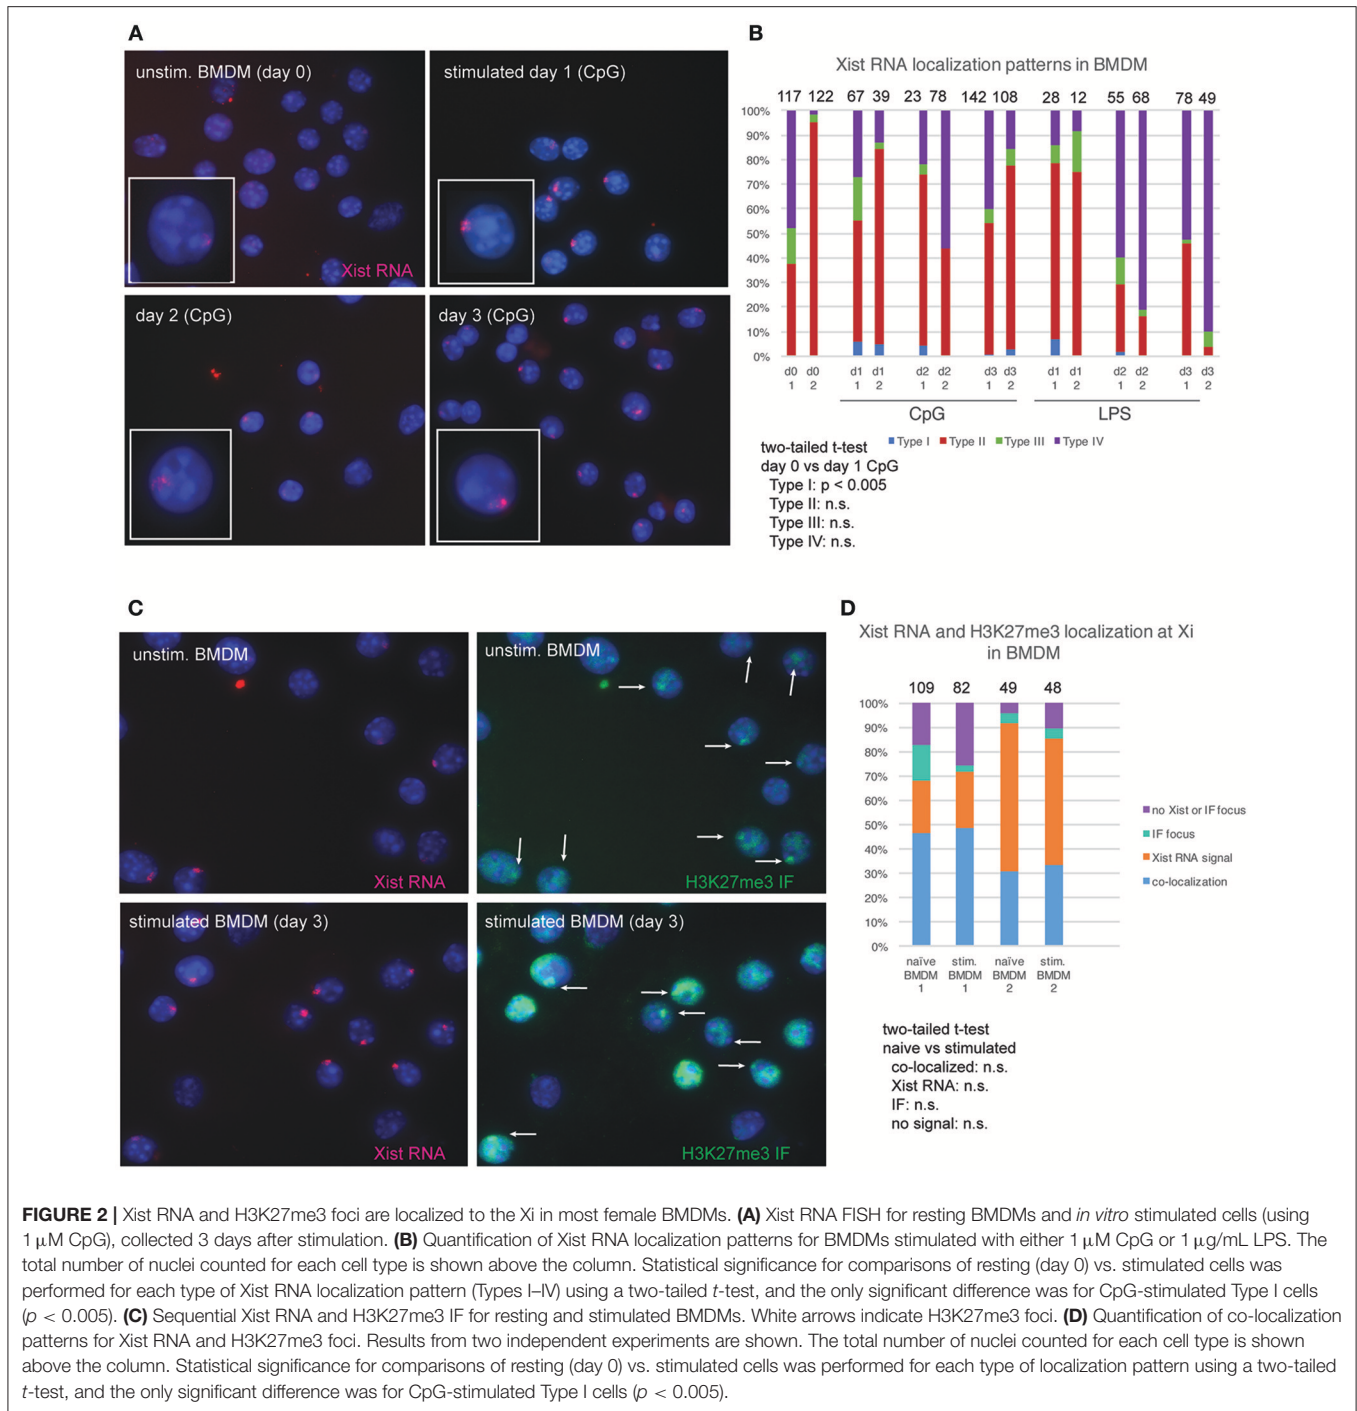 A
unstim. BMDM (day 0)
Xist RNA
stimulated day 1 (CpG)
day 2 (CpG)
day 3 (CpG)
B
Xist RNA localization patterns in BMDM
117 122 67 39 23 78 142 108 28 12 55 68 78 49
100%
90%
80%
70%
60%
50%
40%
30%
20%
10%
0%
d0 d0 d1 d1 d2 d2 d3 d3 d1 d1 d2 d2 d3 d3
1 2 1 2 1 2 1 2 1 2 1 2 1 2
CpG LPS
Type I Type II Type III Type IV
two-tailed t-test
day 0 vs day 1 CpG
Type I: p < 0.005
Type II: n.s.
Type III: n.s.
Type IV: n.s.
C
unstim. BMDM
Xist RNA
unstim. BMDM
H3K27me3 IF
stimulated BMDM (day 3)
Xist RNA
stimulated BMDM (day 3)
H3K27me3 IF
D
Xist RNA and H3K27me3 localization at Xi
in BMDM
109 82 49 48
100%
90%
80%
70%
60%
50%
40%
30%
20%
10%
0%
naïve stim. naïve stim.
BMDM BMDM BMDM BMDM
1 1 2 2
no Xist or IF focus
IF focus
Xist RNA signal
co-localization
two-tailed t-test
naive vs stimulated
co-localized: n.s.
Xist RNA: n.s.
IF: n.s.
no signal: n.s.
FIGURE 2 | Xist RNA and H3K27me3 foci are localized to the Xi in most female BMDMs. (A) Xist RNA FISH for resting BMDMs and in vitro stimulated cells (using
1 μM CpG), collected 3 days after stimulation. (B) Quantification of Xist RNA localization patterns for BMDMs stimulated with either 1 μM CpG or 1 μg/mL LPS. The
total number of nuclei counted for each cell type is shown above the column. Statistical significance for comparisons of resting (day 0) vs. stimulated cells was
performed for each type of Xist RNA localization pattern (Types I–IV) using a two-tailed t-test, and the only significant difference was for CpG-stimulated Type I cells
(p < 0.005). (C) Sequential Xist RNA and H3K27me3 IF for resting and stimulated BMDMs. White arrows indicate H3K27me3 foci. (D) Quantification of co-localization
patterns for Xist RNA and H3K27me3 foci. Results from two independent experiments are shown. The total number of nuclei counted for each cell type is shown
above the column. Statistical significance for comparisons of resting (day 0) vs. stimulated cells was performed for each type of localization pattern using a two-tailed
t-test, and the only significant difference was for CpG-stimulated Type I cells (p < 0.005).